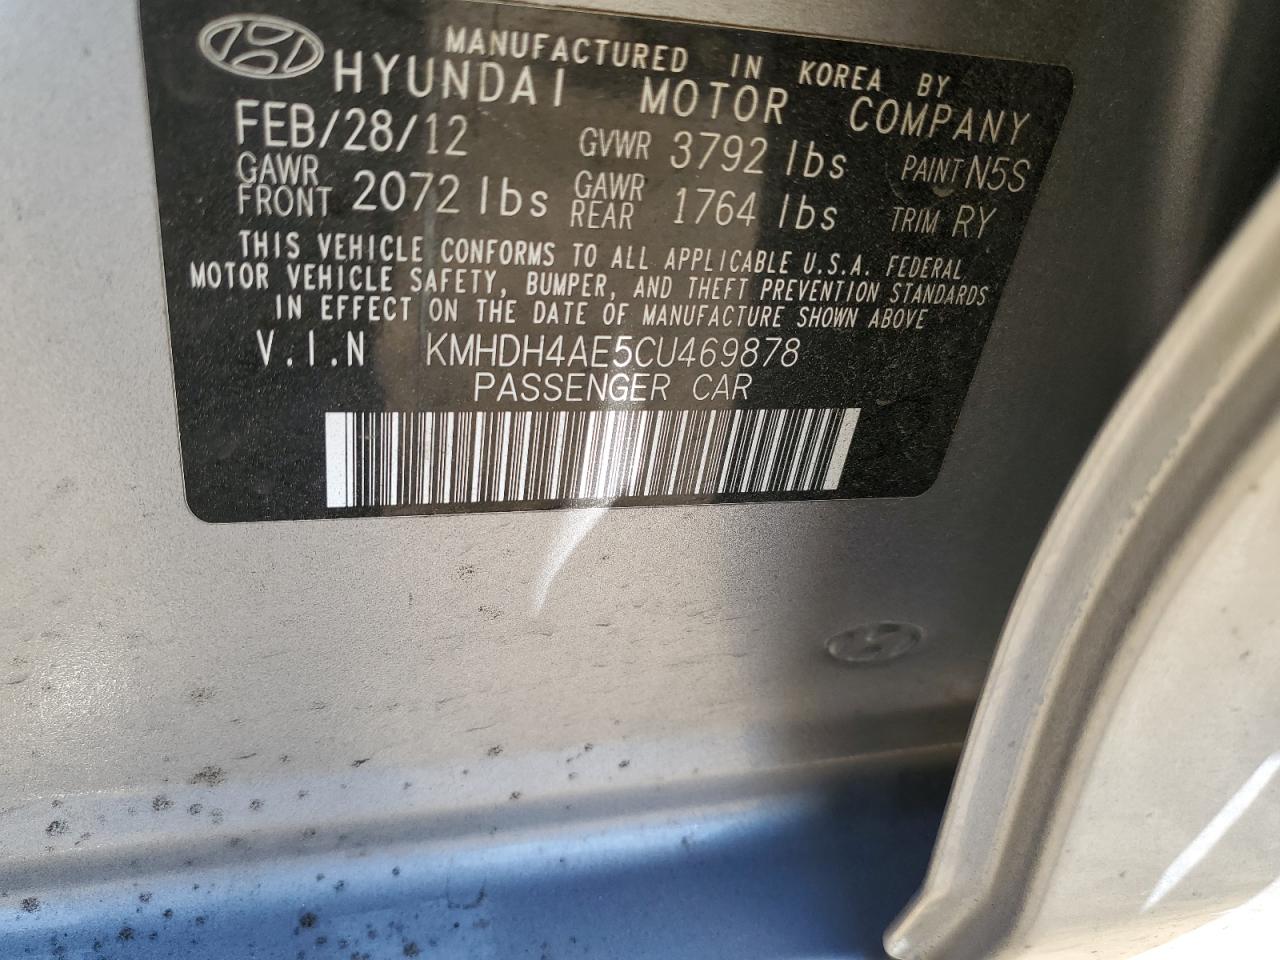 MANUFACTURED IN KOREA BY
HYUNDAI MOTOR COMPANY
FEB/28/12 GVWR 3792 lbs PAINT N5S
GAWR FRONT 2072 lbs GAWR REAR 1764 lbs TRIM RY
THIS VEHICLE CONFORMS TO ALL APPLICABLE U.S.A. FEDERAL
MOTOR VEHICLE SAFETY, BUMPER, AND THEFT PREVENTION STANDARDS
IN EFFECT ON THE DATE OF MANUFACTURE SHOWN ABOVE
V.I.N KMHDH4AE5CU469878
PASSENGER CAR